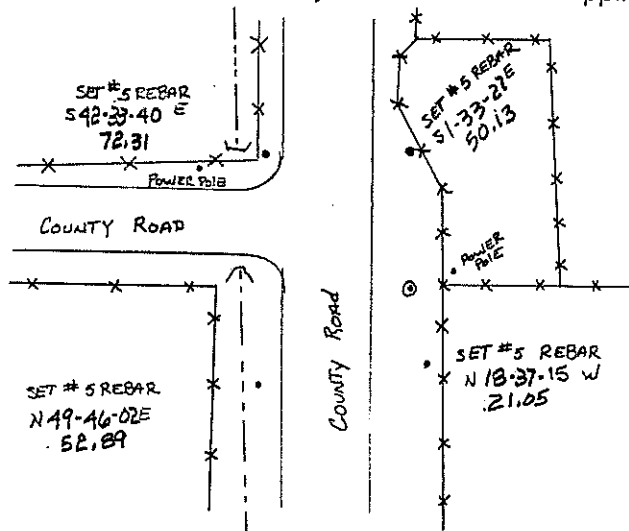 SET #5 REBAR
S 42-33-40 E
72.31
POWER POLE
COUNTY ROAD
SET #5 REBAR
N 49-46-02E
52.89
COUNTY ROAD
SET #5 REBAR
S1-33-28E
50.13
POWER
POLE
SET #5 REBAR
N 18-37-15 W
21.05